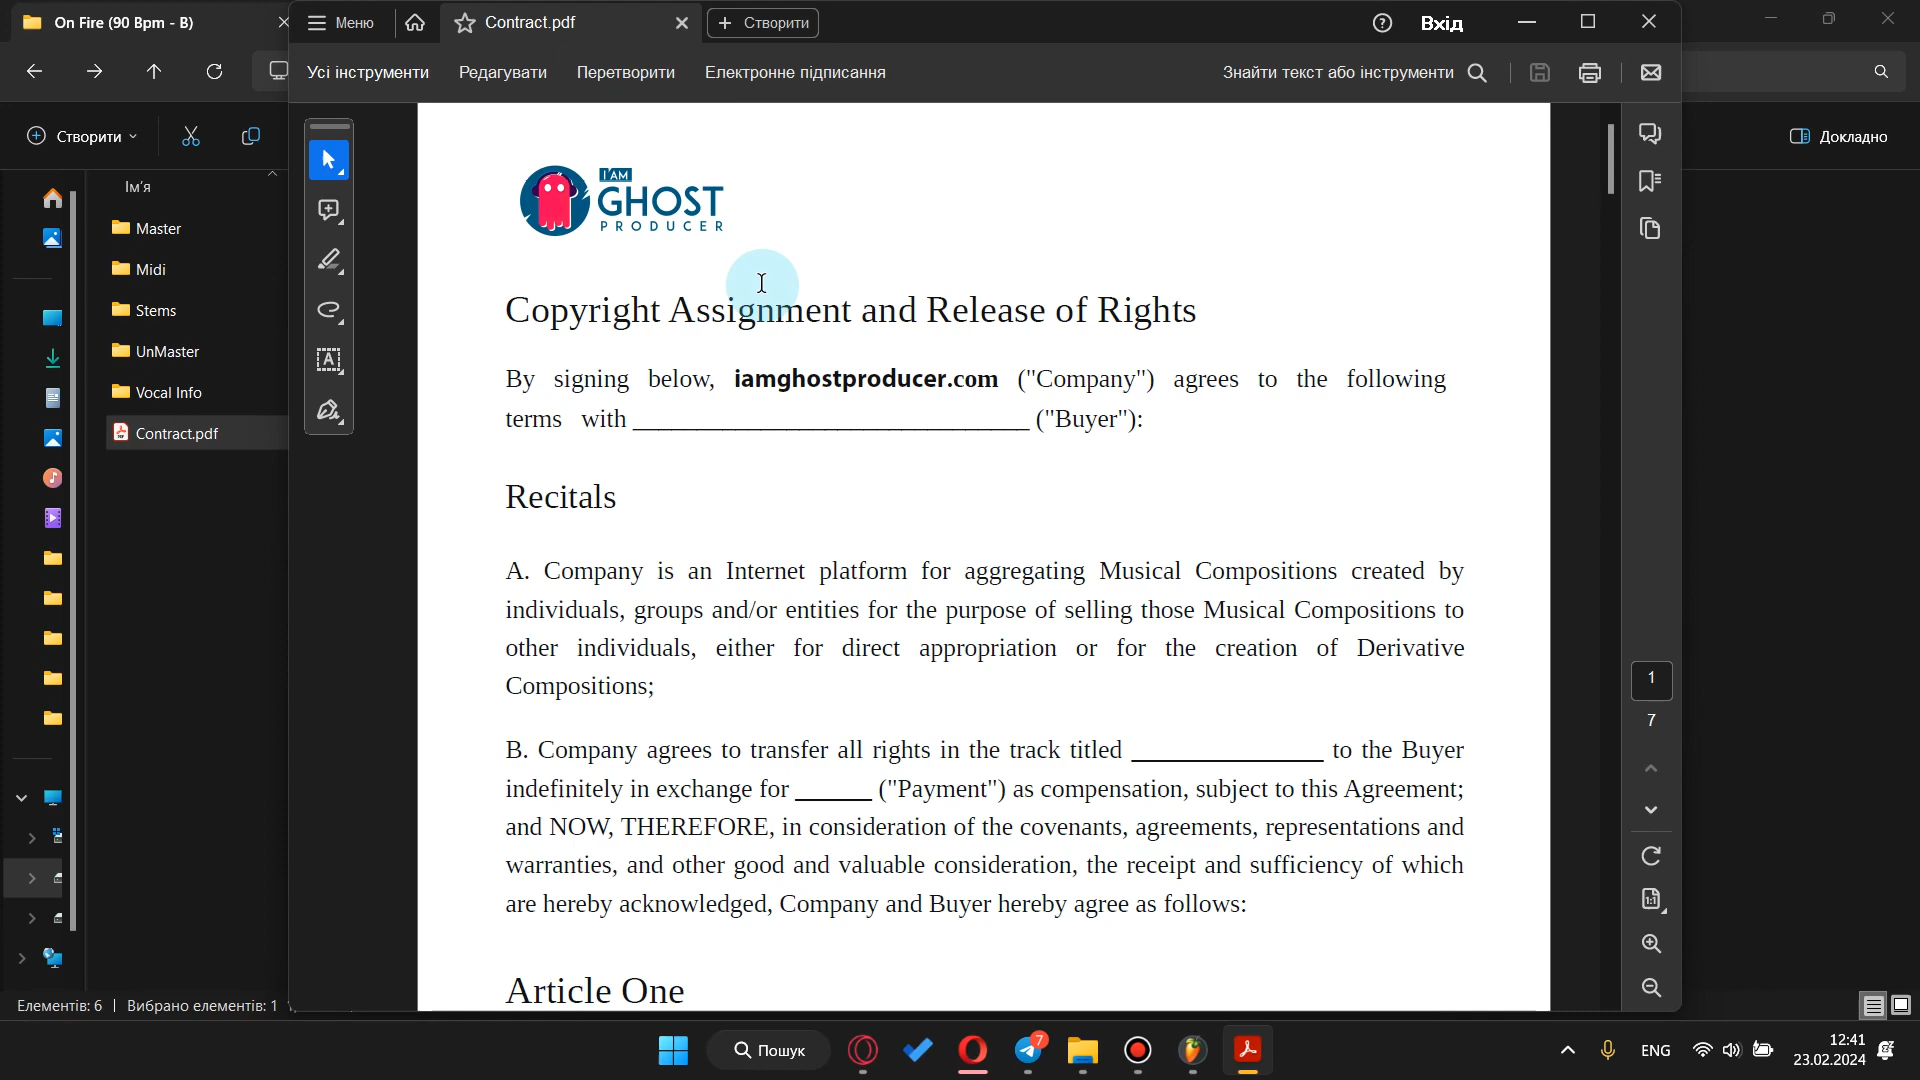 On Fire (90 Bpm - B)
Меню
Contract.pdf
Створити
Вхід
Усі інструменти
Редагувати
Перетворити
Електронне підписання
Знайти текст або інструменти
Створити
Докладно
Ім'я
Master
Midi
Stems
UnMaster
Vocal Info
Contract.pdf
I'AM
GHOST
PRODUCER
Copyright Assignment and Release of Rights
By signing below, iamghostproducer.com ("Company") agrees to the following
terms with ______________________________ ("Buyer"):
Recitals
A. Company is an Internet platform for aggregating Musical Compositions created by
individuals, groups and/or entities for the purpose of selling those Musical Compositions to
other individuals, either for direct appropriation or for the creation of Derivative
Compositions;
B. Company agrees to transfer all rights in the track titled _______________ to the Buyer
indefinitely in exchange for ______ ("Payment") as compensation, subject to this Agreement;
and NOW, THEREFORE, in consideration of the covenants, agreements, representations and
warranties, and other good and valuable consideration, the receipt and sufficiency of which
are hereby acknowledged, Company and Buyer hereby agree as follows:
Article One
1
7
Елементів: 6
Вибрано елементів: 1
Пошук
7
ENG
12:41
23.02.2024